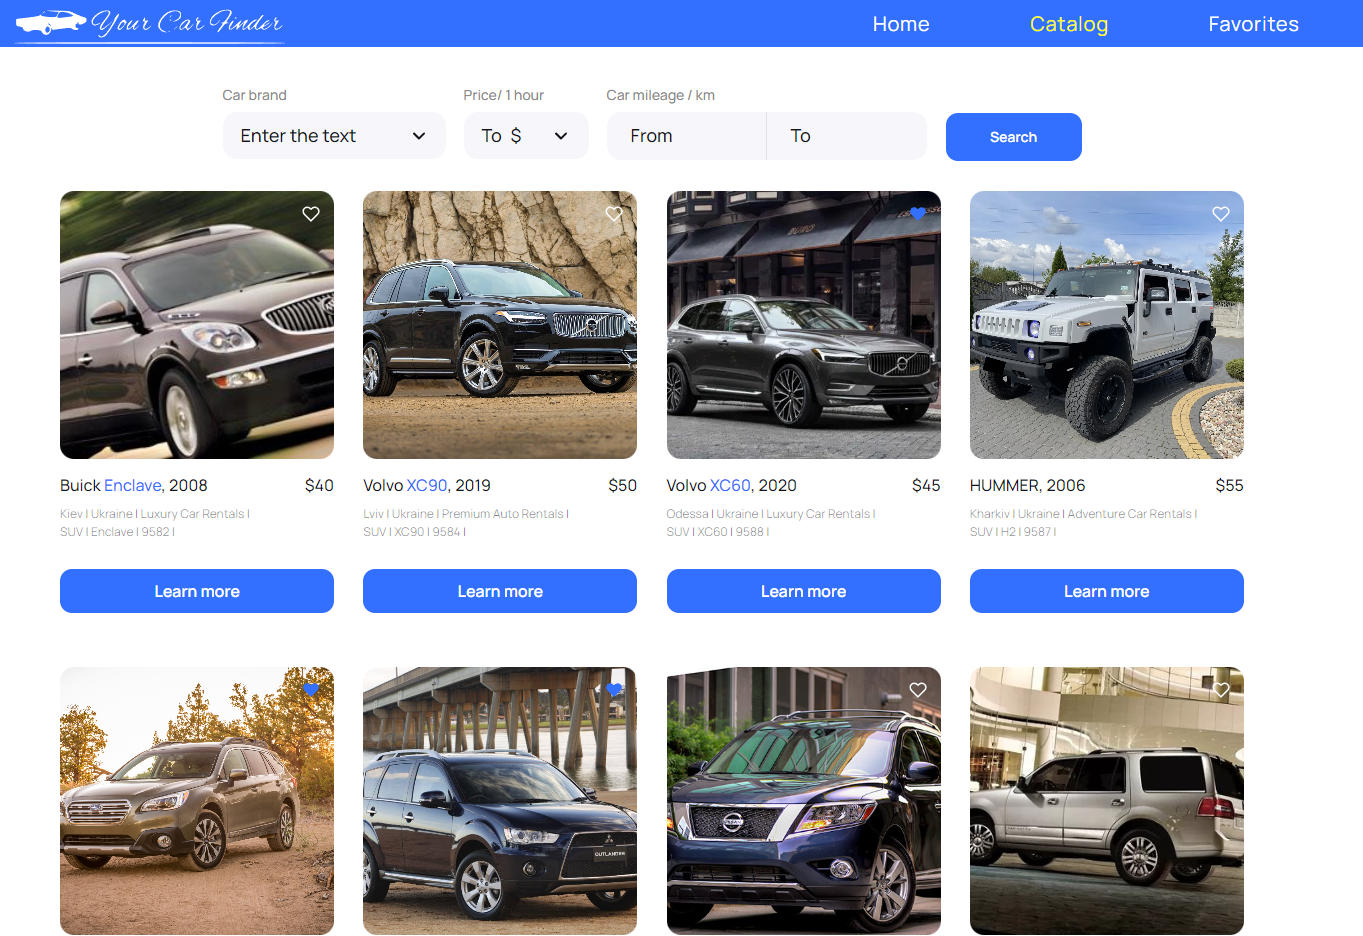 Your Car Finder
Home Catalog Favorites
Car brand Price/ 1 hour Car mileage / km
Enter the text To $ From To Search
BURO
Buick Enclave, 2008 $40
Kiev | Ukraine | Luxury Car Rentals |
SUV | Enclave | 9582 |
Learn more
Volvo XC90, 2019 $50
Lviv | Ukraine | Premium Auto Rentals |
SUV | XC90 | 9584 |
Learn more
Volvo XC60, 2020 $45
Odessa | Ukraine | Luxury Car Rentals |
SUV | XC60 | 9588 |
Learn more
HUMMER, 2006 $55
Kharkiv | Ukraine | Adventure Car Rentals |
SUV | H2 | 9587 |
Learn more
OUTLANDER
NISSAN